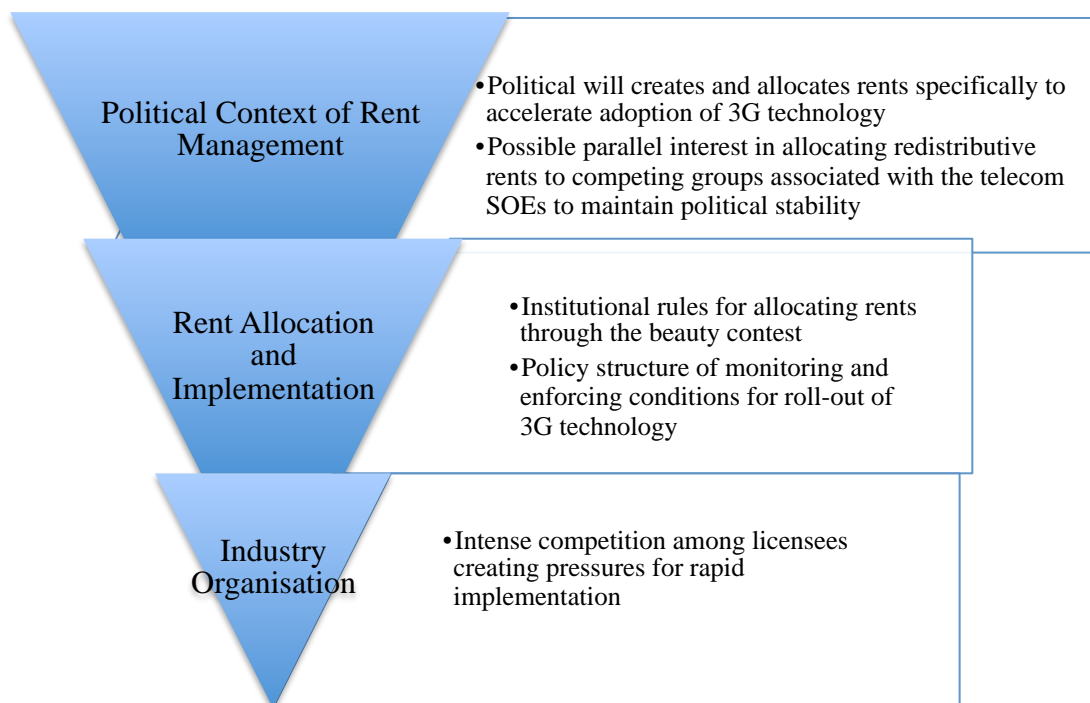 Political Context of Rent
Management
•Political will creates and allocates rents specifically to
accelerate adoption of 3G technology
•Possible parallel interest in allocating redistributive
rents to competing groups associated with the telecom
SOEs to maintain political stability
Rent Allocation
and
Implementation
•Institutional rules for allocating rents
through the beauty contest
•Policy structure of monitoring and
enforcing conditions for roll-out of
3G technology
Industry
Organisation
•Intense competition among licensees
creating pressures for rapid
implementation